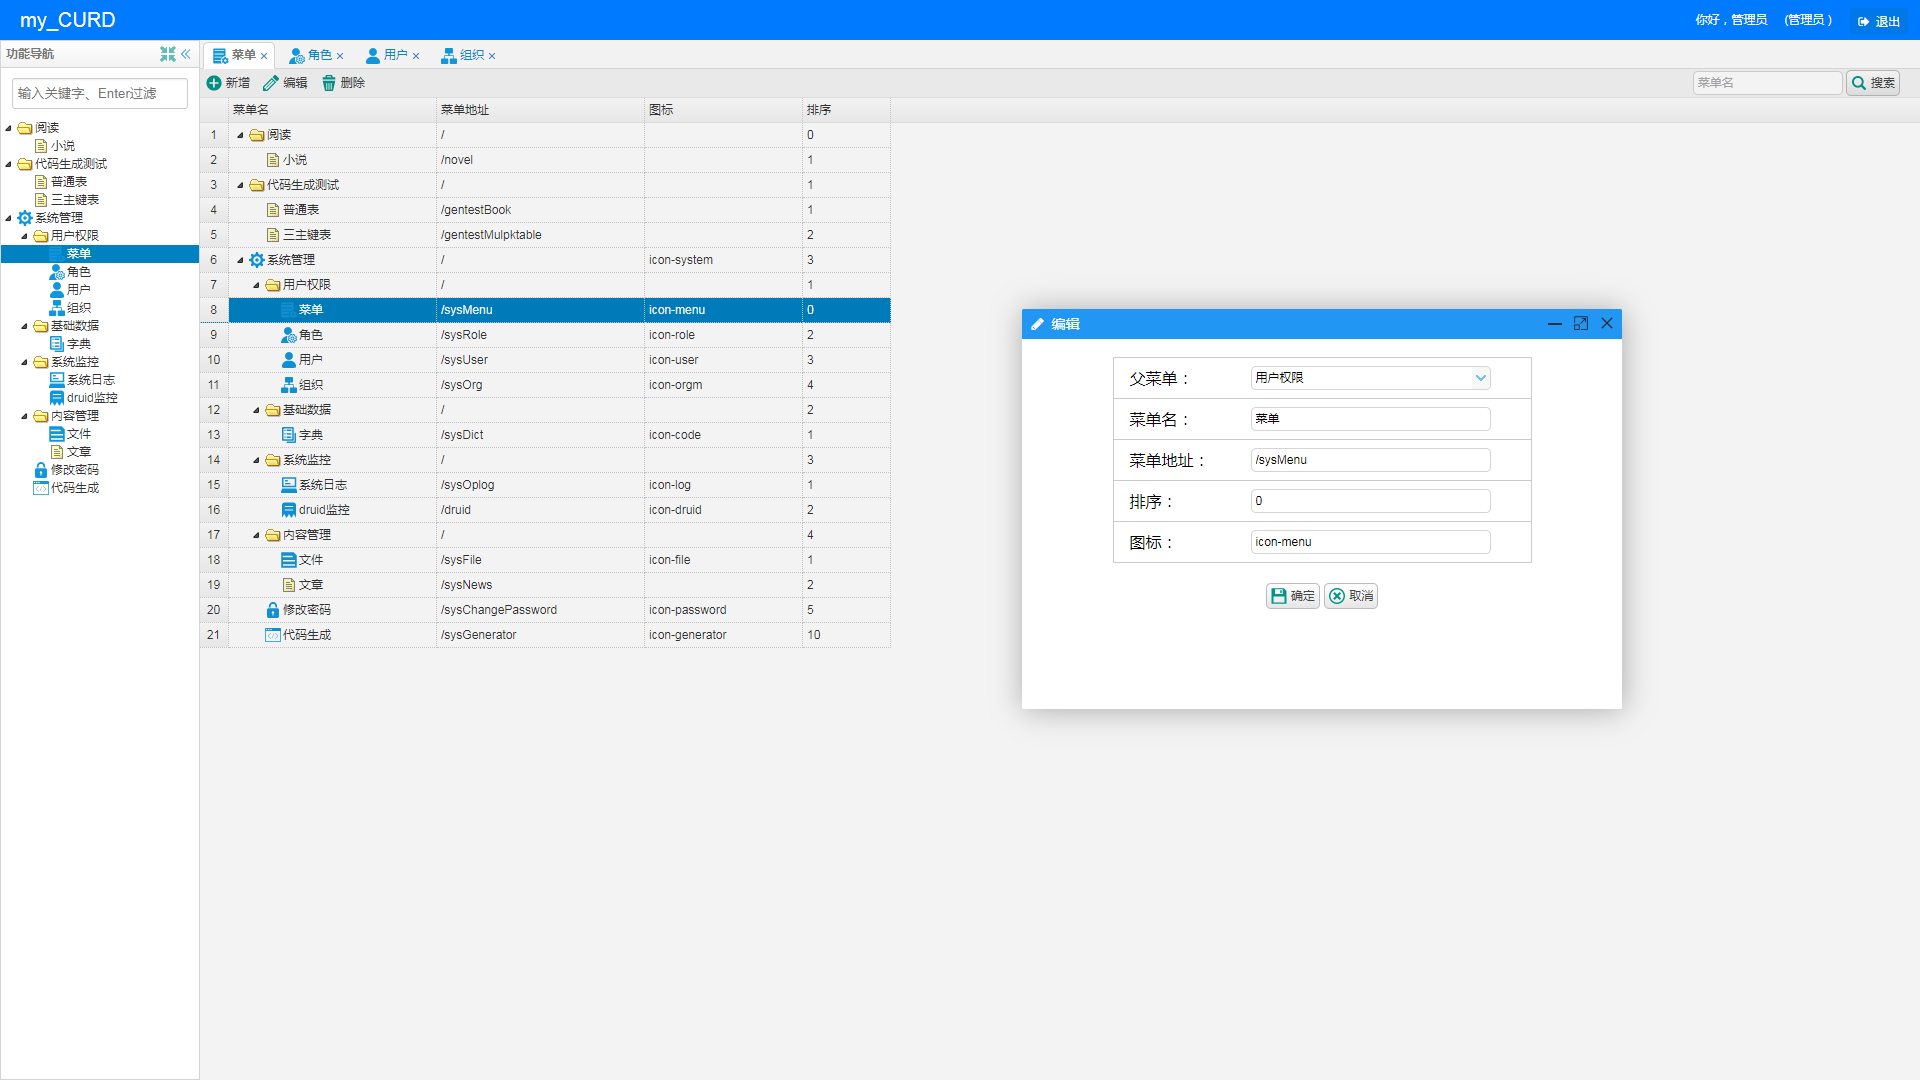 my_CURD
你好，管理员 (管理员) 退出
功能导航
输入关键字、Enter过滤
阅读
小说
代码生成测试
普通表
三主键表
系统管理
用户权限
菜单
角色
用户
组织
基础数据
字典
系统监控
系统日志
druid监控
内容管理
文件
文章
修改密码
代码生成
菜单 角色 用户 组织
新增 编辑 删除
菜单名 搜索
菜单名 菜单地址 图标 排序
1 阅读 / 0
2 小说 /novel 1
3 代码生成测试 / 1
4 普通表 /gentestBook 1
5 三主键表 /gentestMulpktable 2
6 系统管理 / icon-system 3
7 用户权限 / 1
8 菜单 /sysMenu icon-menu 0
9 角色 /sysRole icon-role 2
10 用户 /sysUser icon-user 3
11 组织 /sysOrg icon-orgm 4
12 基础数据 / 2
13 字典 /sysDict icon-code 1
14 系统监控 / 3
15 系统日志 /sysOplog icon-log 1
16 druid监控 /druid icon-druid 2
17 内容管理 / 4
18 文件 /sysFile icon-file 1
19 文章 /sysNews 2
20 修改密码 /sysChangePassword icon-password 5
21 代码生成 /sysGenerator icon-generator 10
编辑
父菜单： 用户权限
菜单名： 菜单
菜单地址： /sysMenu
排序： 0
图标： icon-menu
确定 取消